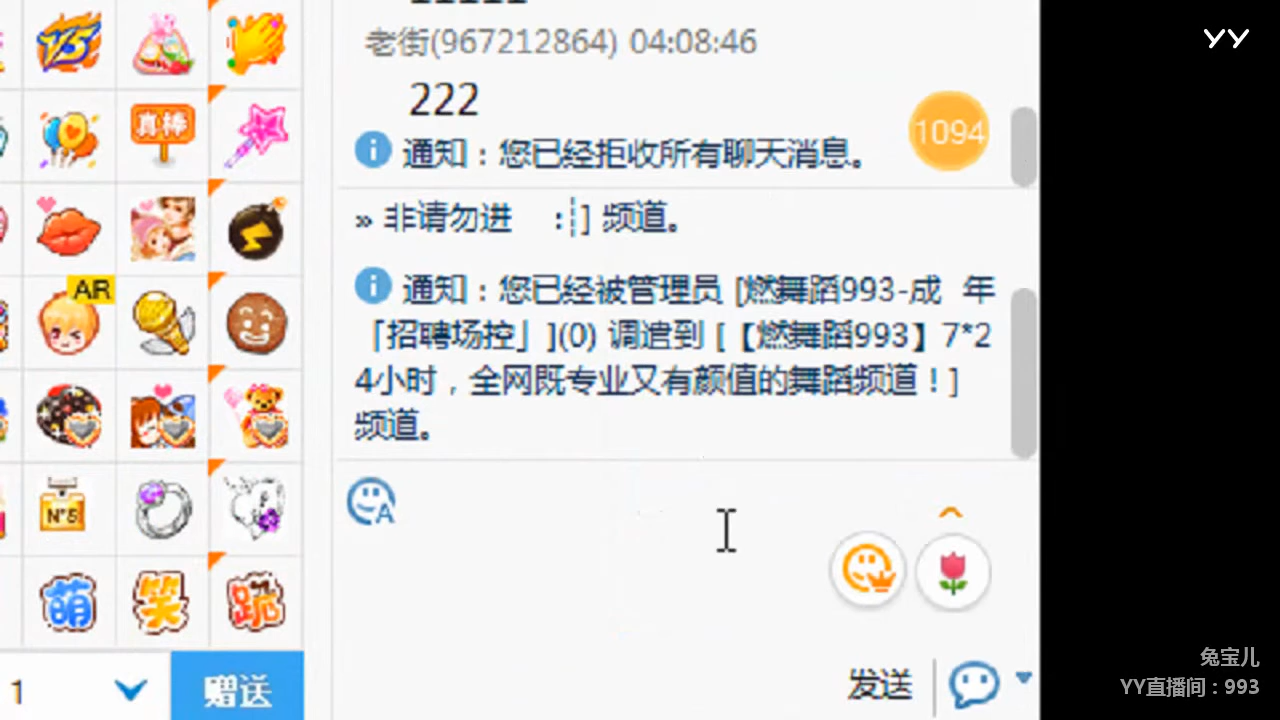 老街(967212864) 04:08:46
222
通知：您已经拒收所有聊天消息。
1094
» 非请勿进 :┊] 频道。
通知：您已经被管理员 [燃舞蹈993-成 年
「招聘场控」](0) 调遣到 [【燃舞蹈993】7*2
4小时，全网既专业又有颜值的舞蹈频道！]
频道。
V5
真棒
AR
N°5
萌
笑
跪
1
赠送
发送
YY
兔宝儿
YY直播间：993